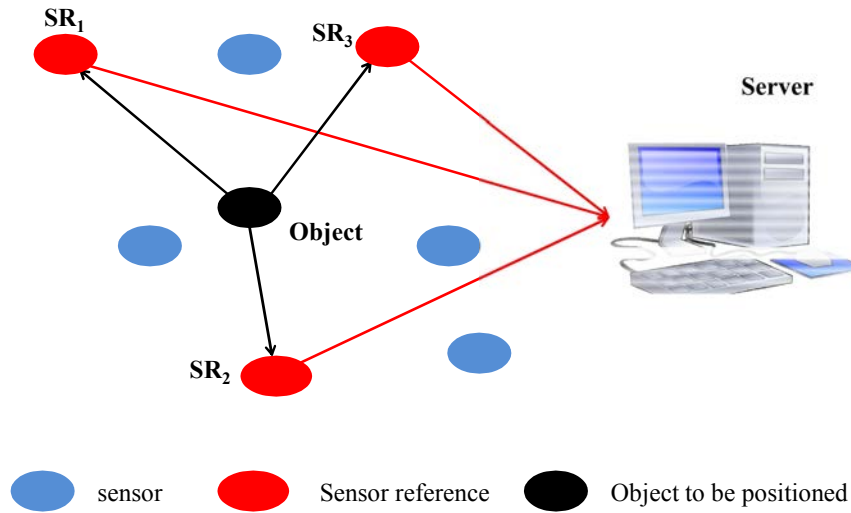 SR₁
SR₃
Server
Object
SR₂
sensor
Sensor reference
Object to be positioned